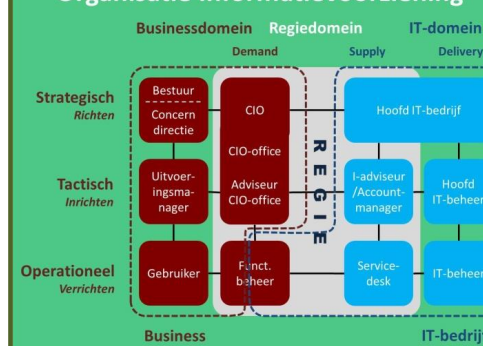 Organisatie informatievoorziening
Businessdomein Regiedomein IT-domein
Demand Supply Delivery
Strategisch
Richten
Bestuur
Concern
directie
CIO
Hoofd IT-bedrijf
CIO-office
REGIE
Tactisch
Inrichten
Uitvoer-
ingsma-
nager
Adviseur
CIO-office
I-adviseur
/Account-
manager
Hoofd
IT-beheer
Operationeel
Verrichten
Gebruiker
Funct.
beheer
Service-
desk
IT-beheer
Business IT-bedrijf